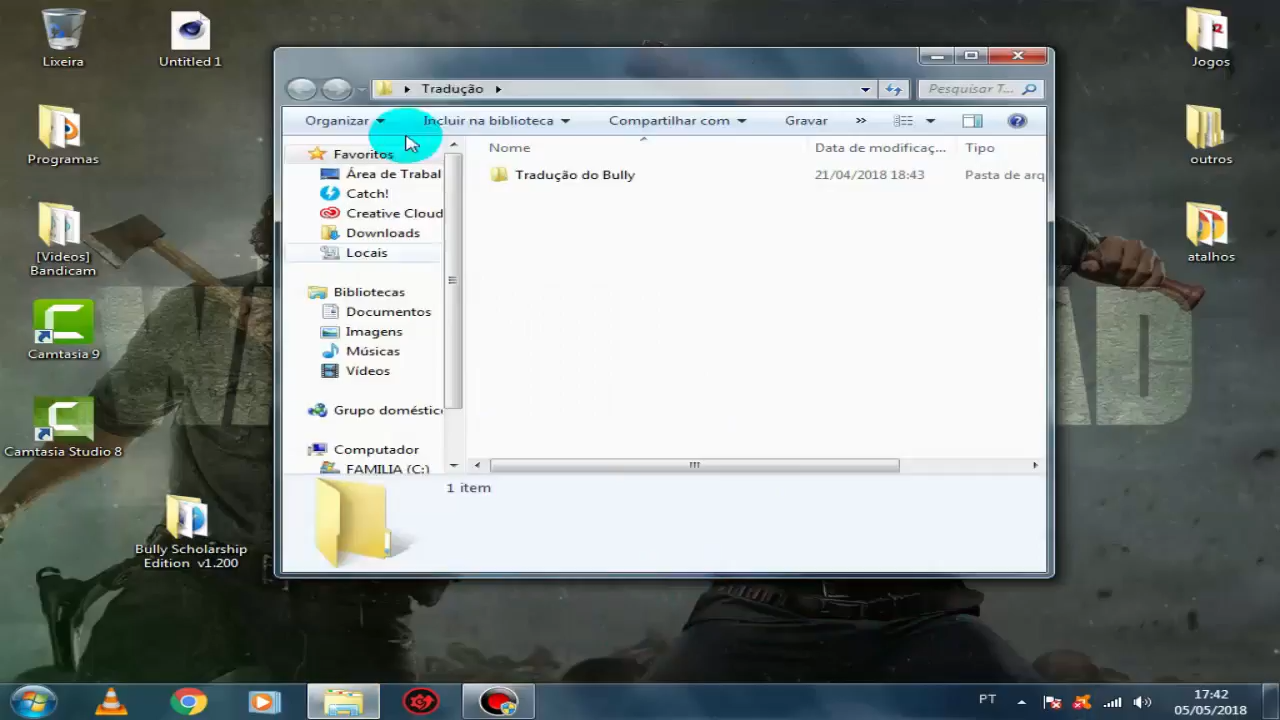 Lixeira
Untitled 1
Programas
[Videos]
Bandicam
Camtasia 9
Camtasia Studio 8
Bully Scholarship
Edition v1.200
Tradução
Pesquisar T...
Organizar
Incluir na biblioteca
Compartilhar com
Gravar
»
Favoritos
Área de Trabal
Catch!
Creative Cloud
Downloads
Locais
Bibliotecas
Documentos
Imagens
Músicas
Vídeos
Grupo doméstic
Computador
FAMILIA (C:)
Nome
Data de modificaç...
Tipo
Tradução do Bully
21/04/2018 18:43
Pasta de arq
1 item
Jogos
outros
atalhos
PT
17:42
05/05/2018